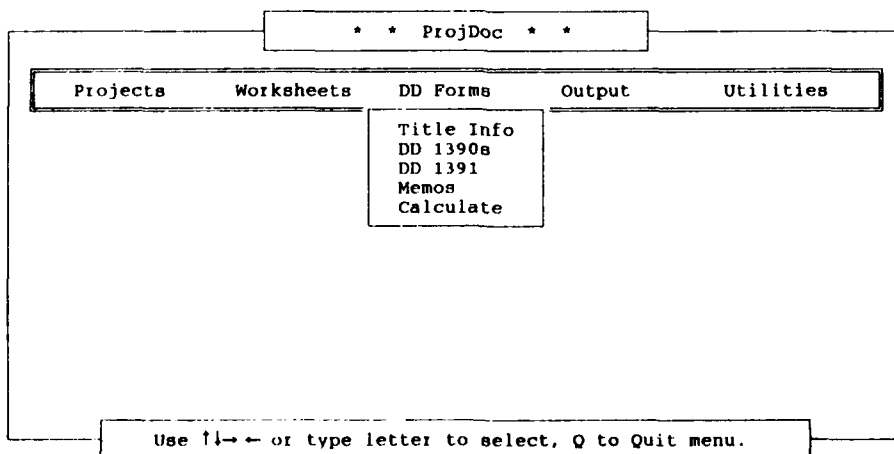 * * ProjDoc * *
Projects Worksheets DD Forms Output Utilities
Title Info
DD 1390s
DD 1391
Memos
Calculate
Use ↑↓→ ← or type letter to select, Q to Quit menu.